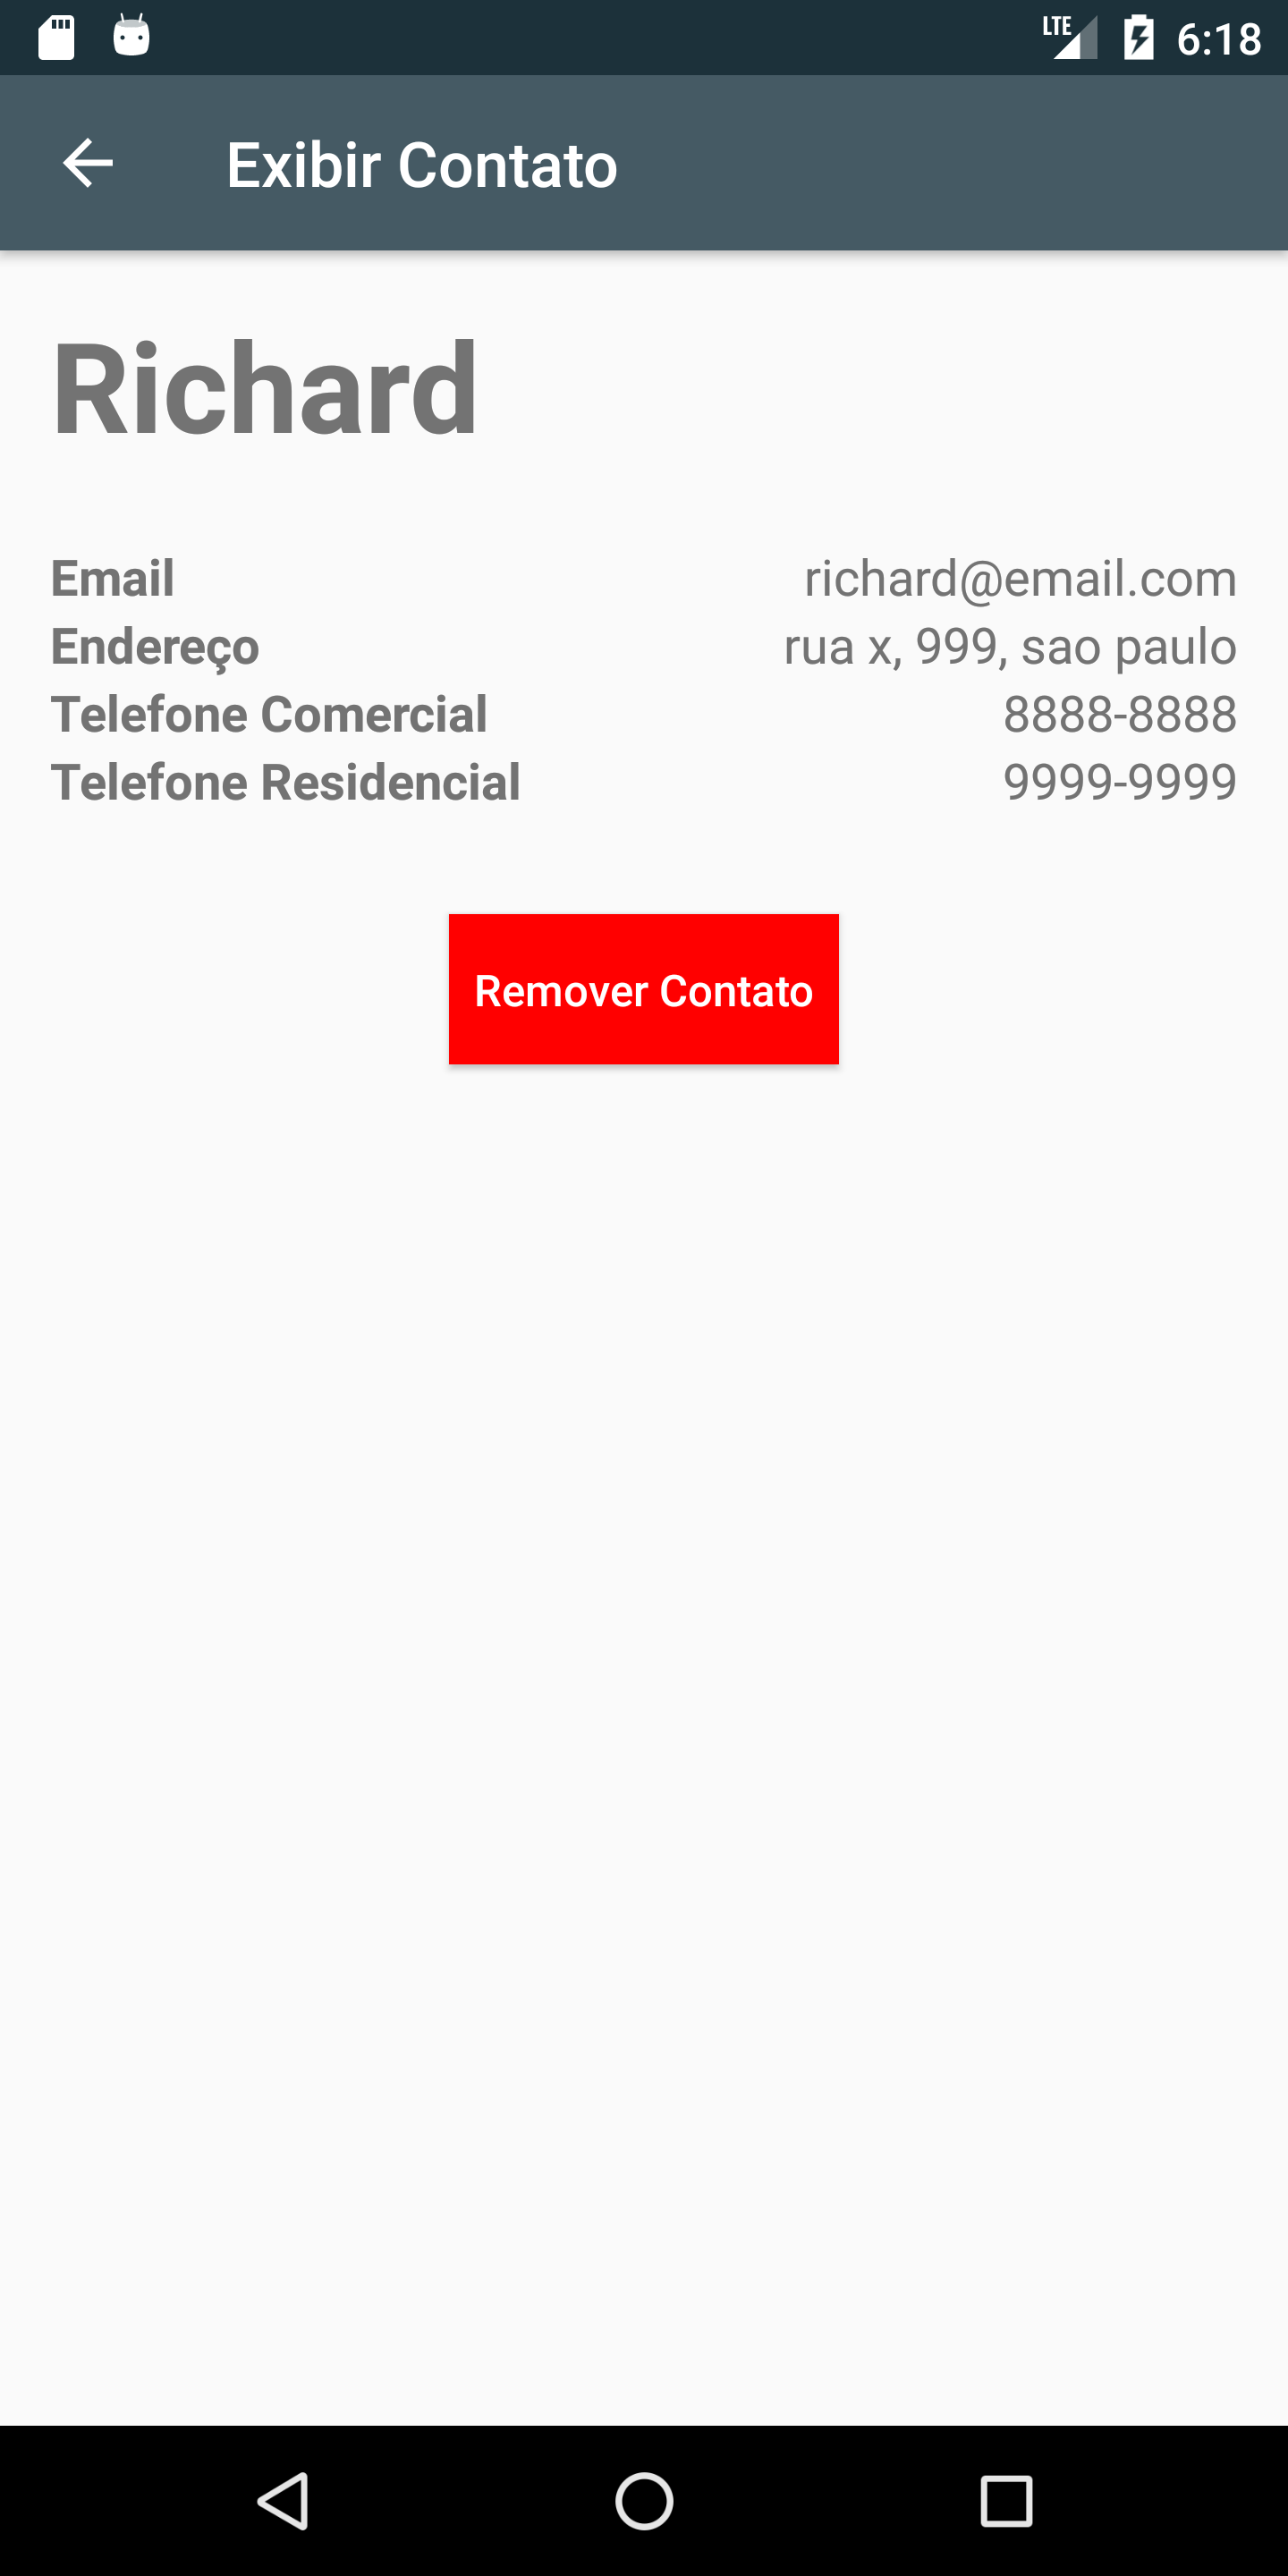 LTE 6:18
Exibir Contato
Richard
Email richard@email.com
Endereço rua x, 999, sao paulo
Telefone Comercial 8888-8888
Telefone Residencial 9999-9999
Remover Contato